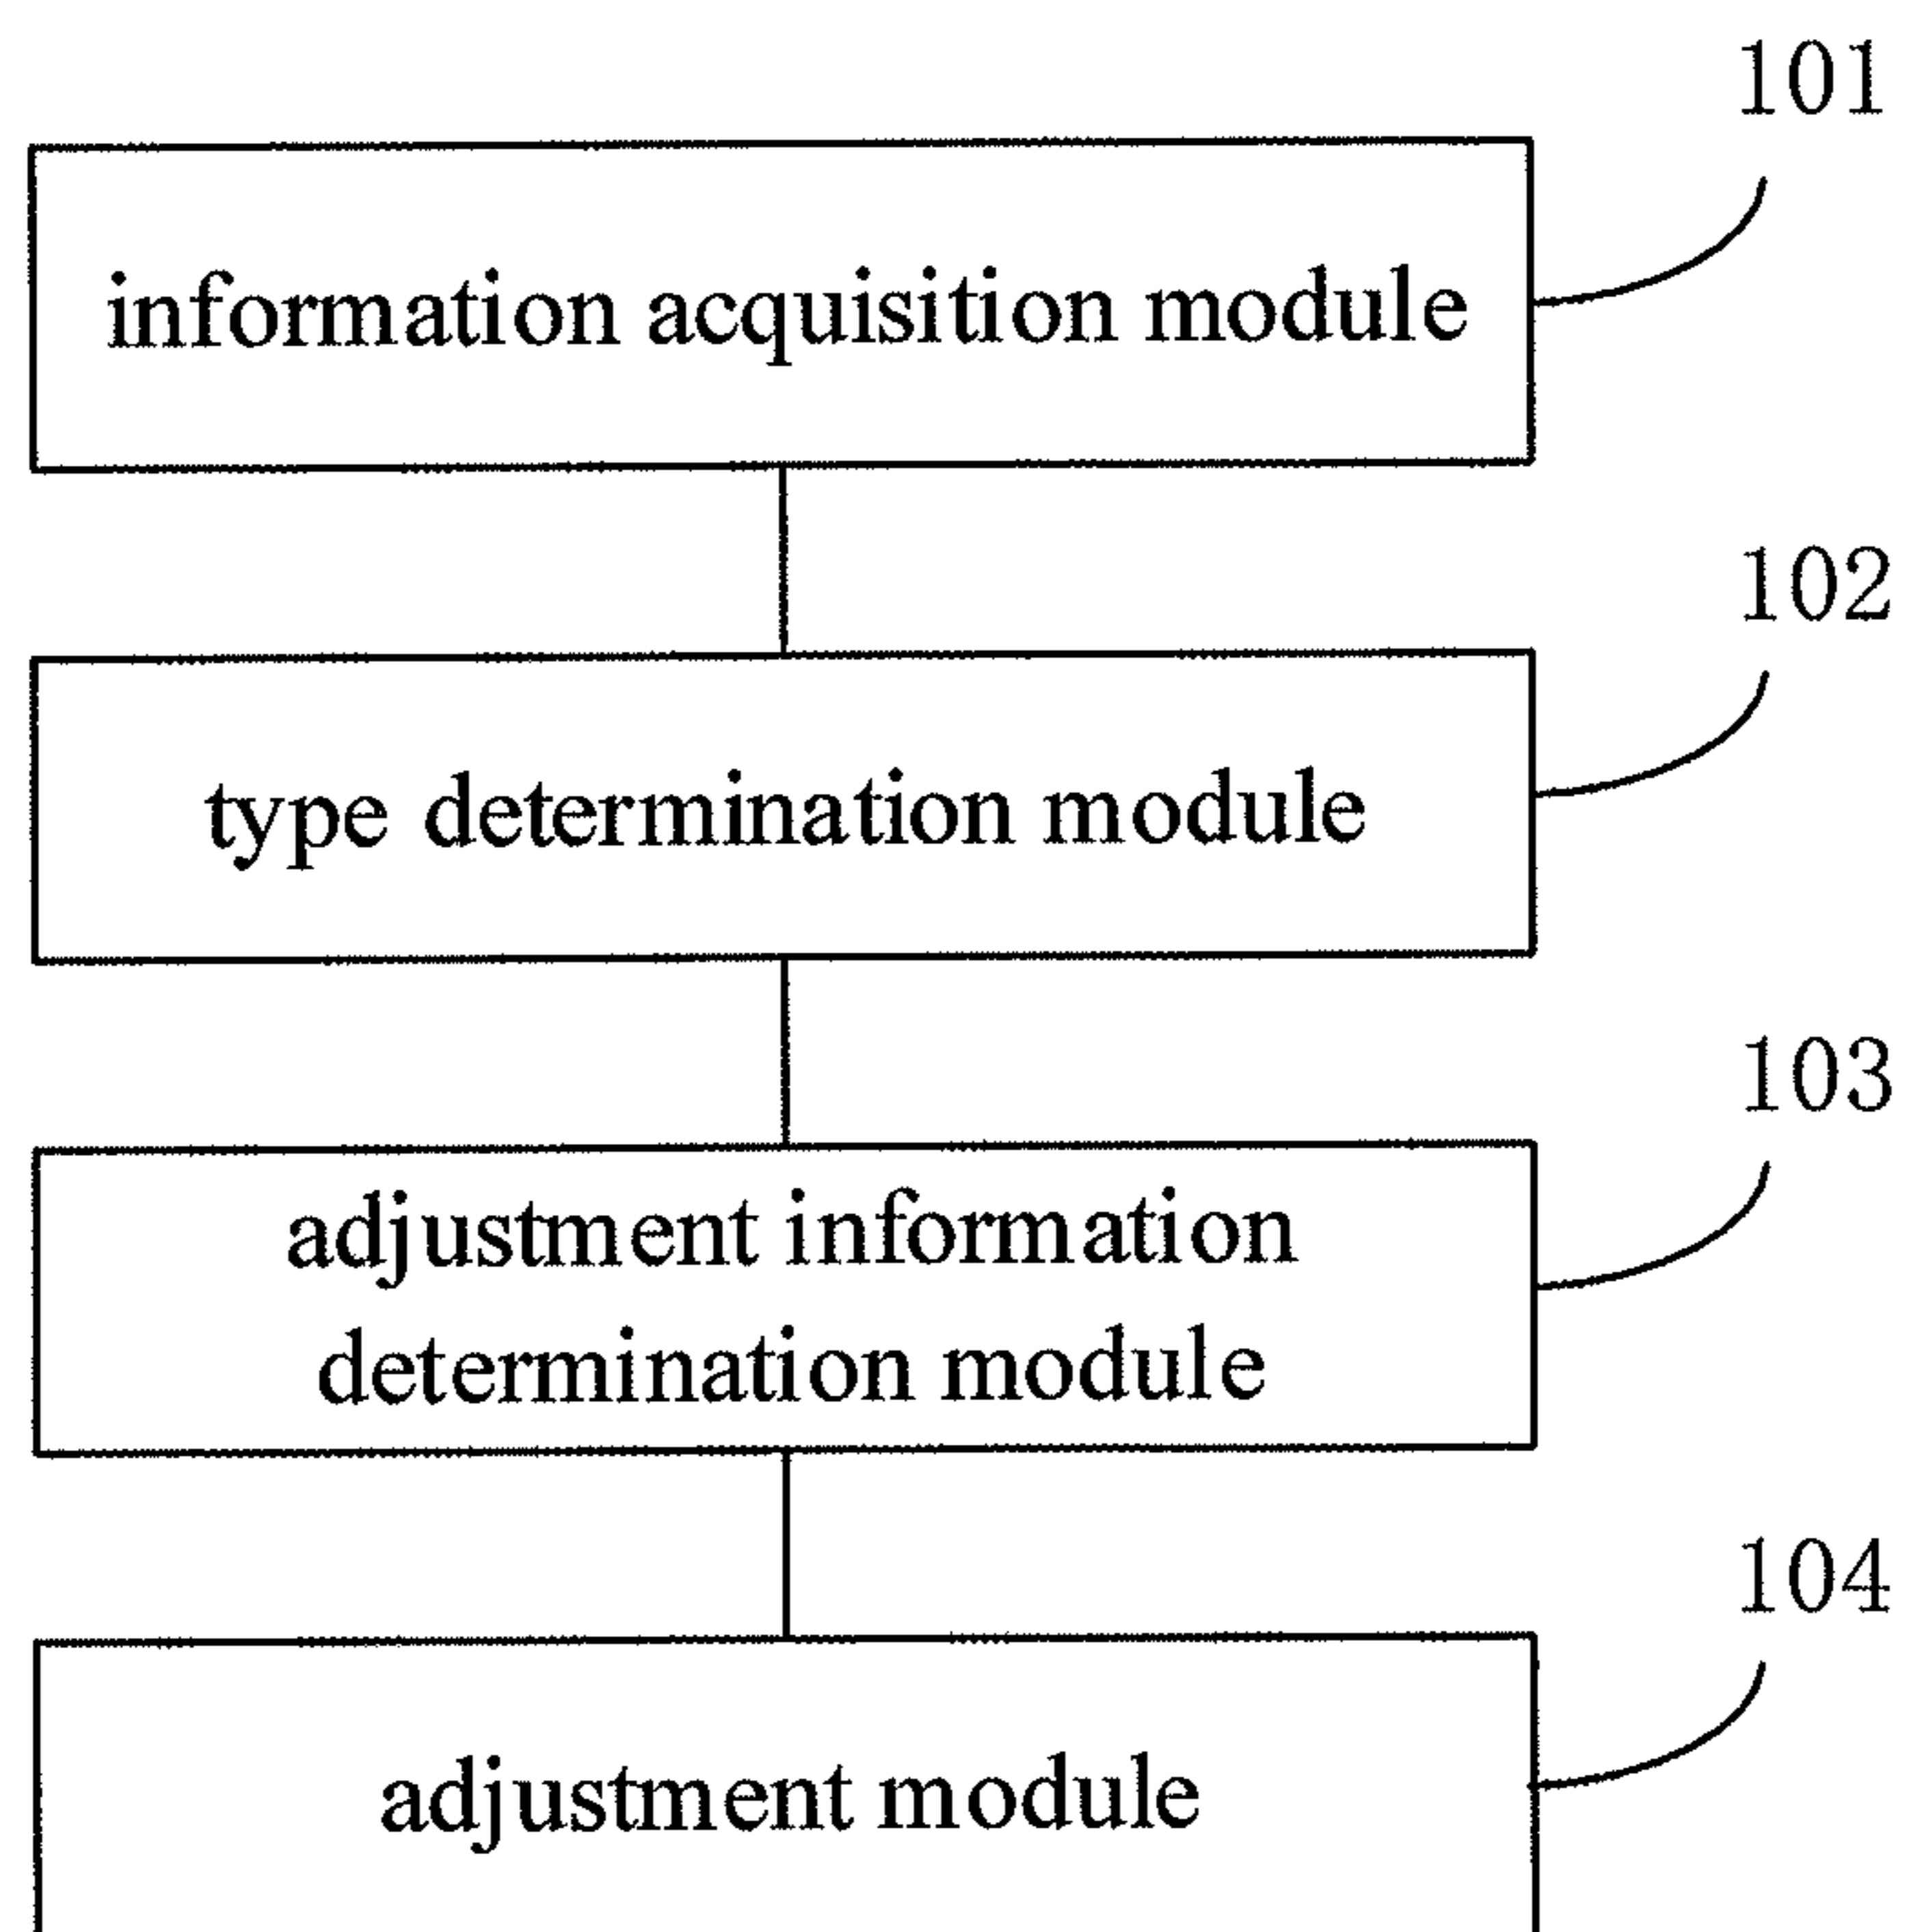 101
information acquisition module
102
type determination module
103
adjustment information
determination module
104
adjustment module